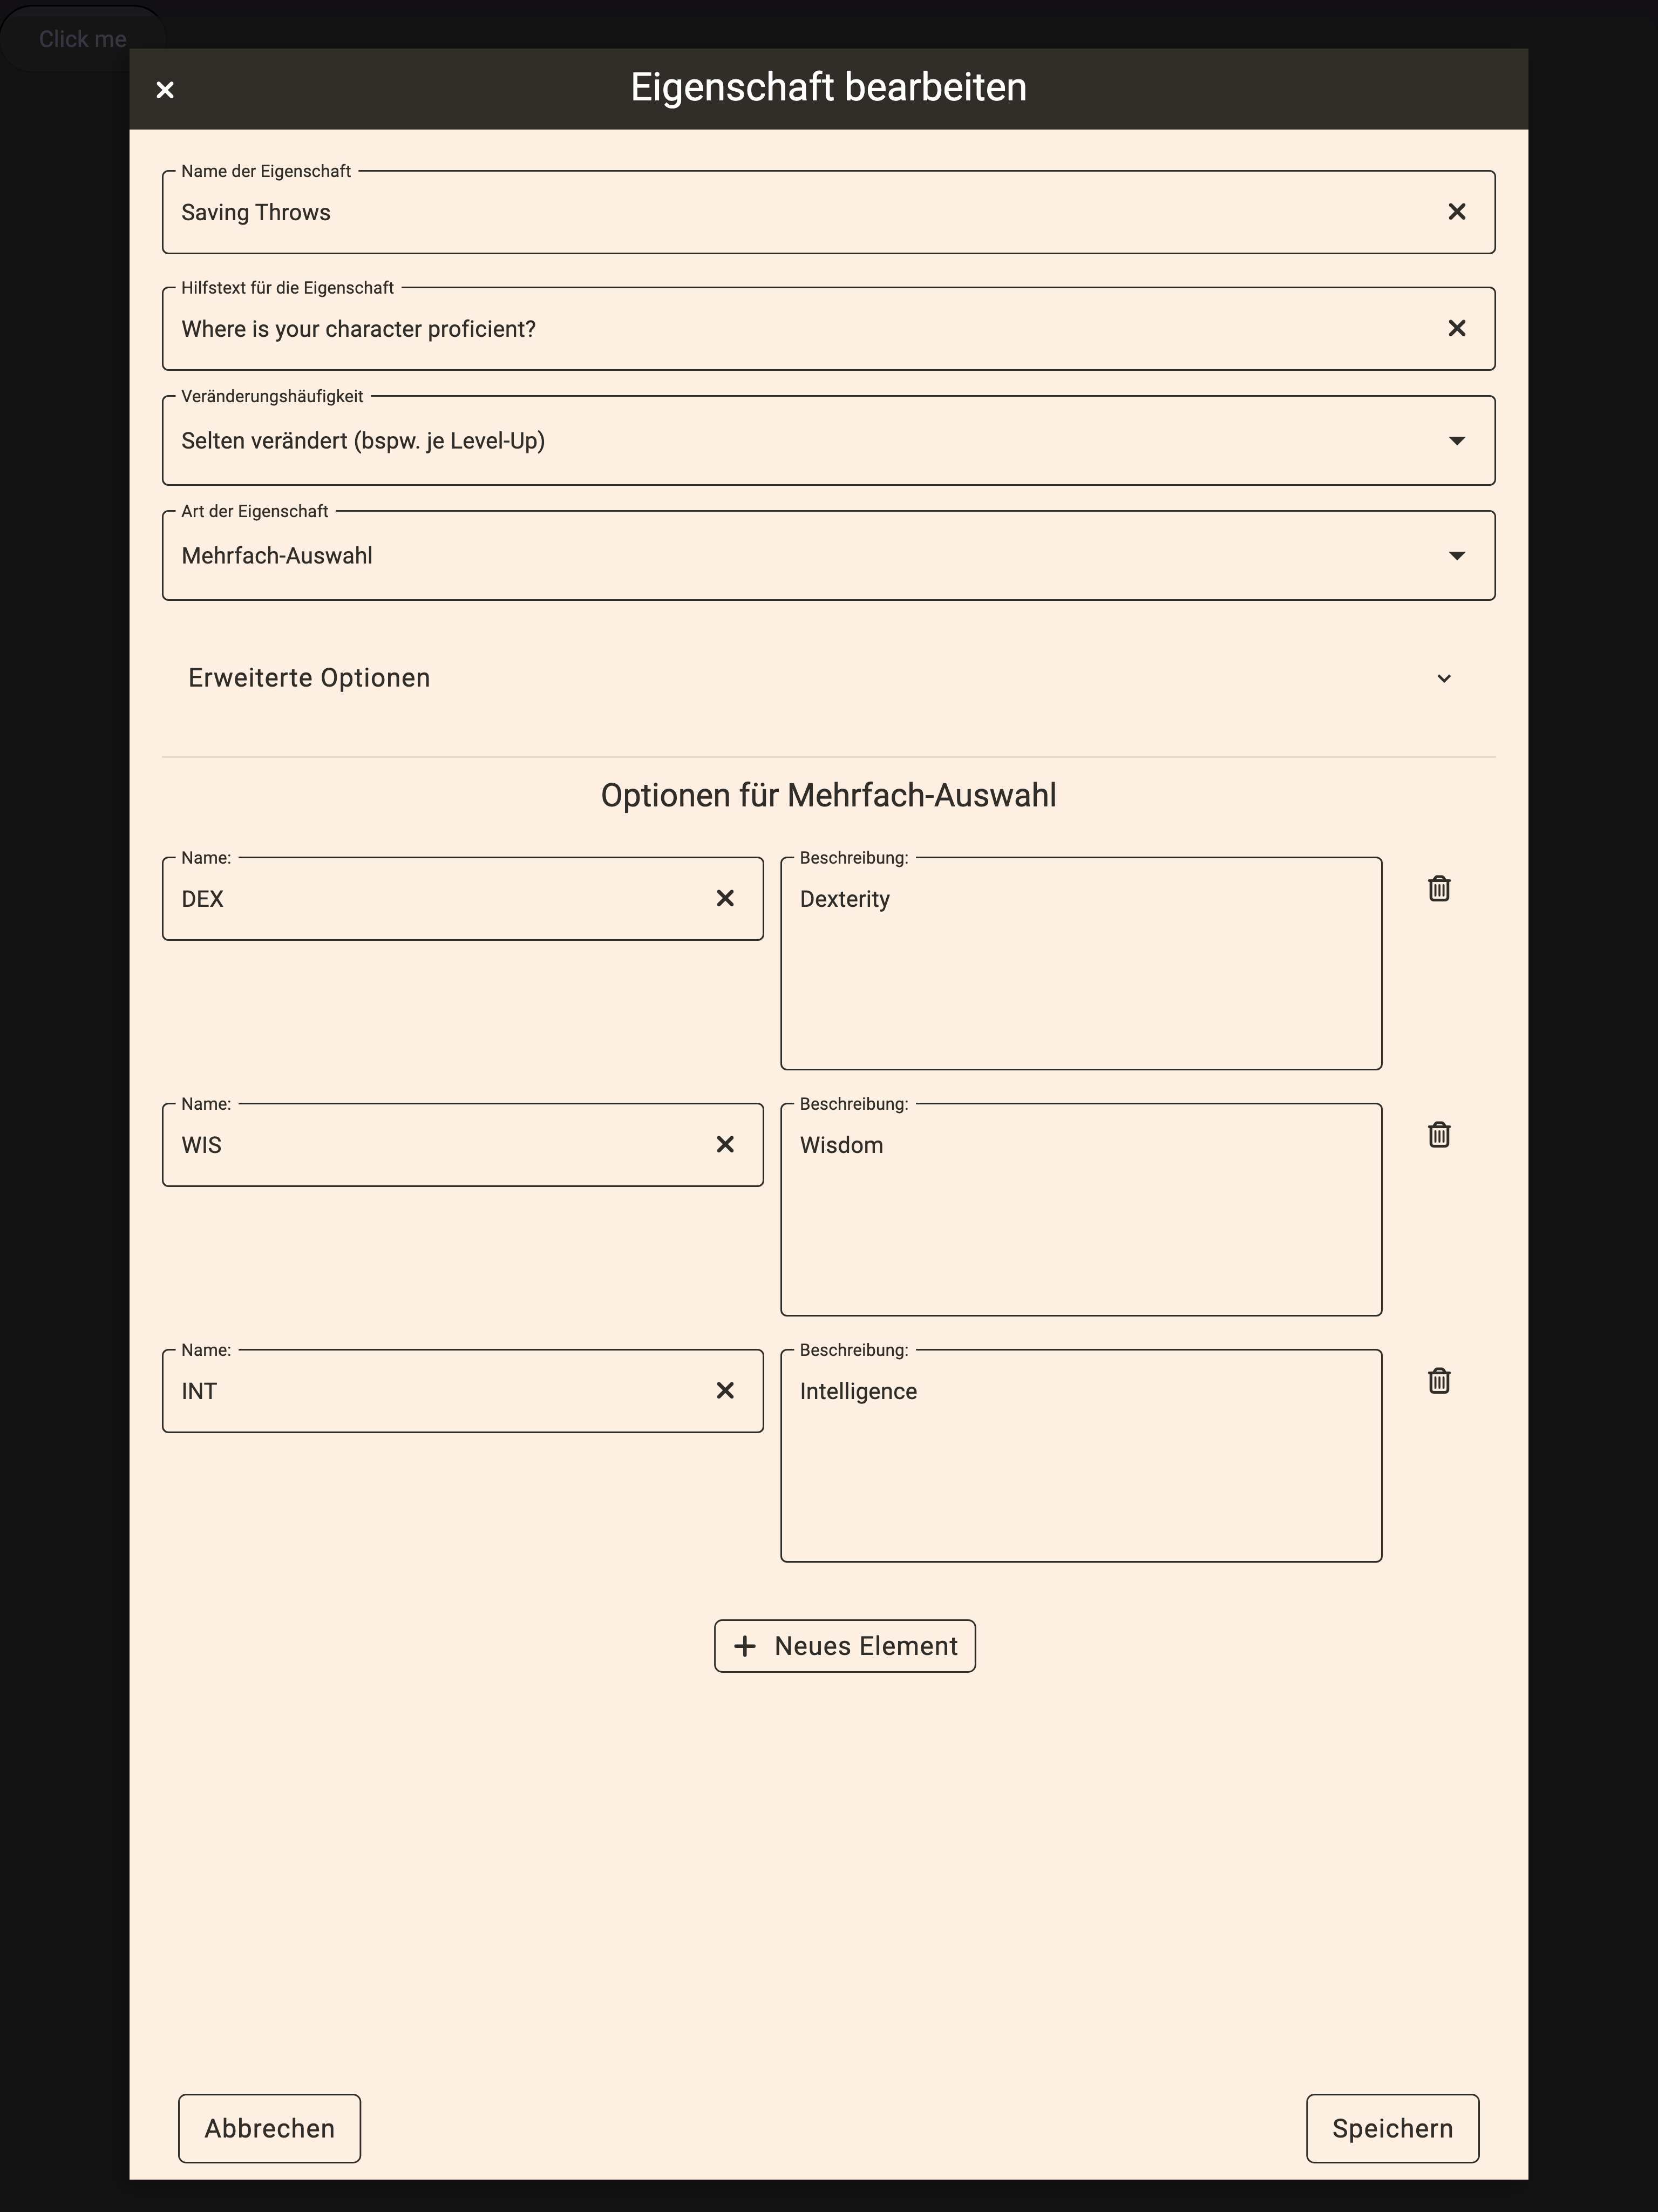 Click me
Eigenschaft bearbeiten
Name der Eigenschaft
Saving Throws
Hilfstext für die Eigenschaft
Where is your character proficient?
Veränderungshäufigkeit
Selten verändert (bspw. je Level-Up)
Art der Eigenschaft
Mehrfach-Auswahl
Erweiterte Optionen
Optionen für Mehrfach-Auswahl
Name:
DEX
Beschreibung:
Dexterity
Name:
WIS
Beschreibung:
Wisdom
Name:
INT
Beschreibung:
Intelligence
Neues Element
Abbrechen
Speichern